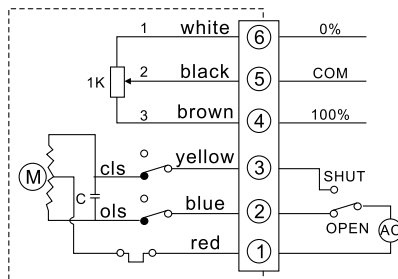 1 white 6 0%
1K 2 black 5 COM
3 brown 4 100%
cls yellow 3 SHUT
M C
ols blue 2 OPEN AC
red 1